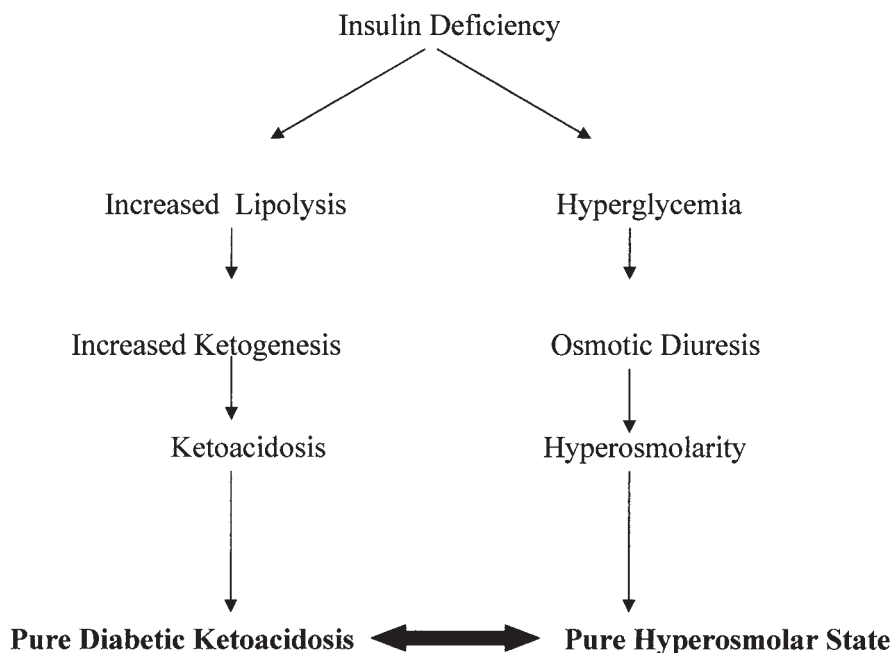 Insulin Deficiency
Increased Lipolysis
Hyperglycemia
Increased Ketogenesis
Osmotic Diuresis
Ketoacidosis
Hyperosmolarity
Pure Diabetic Ketoacidosis
Pure Hyperosmolar State